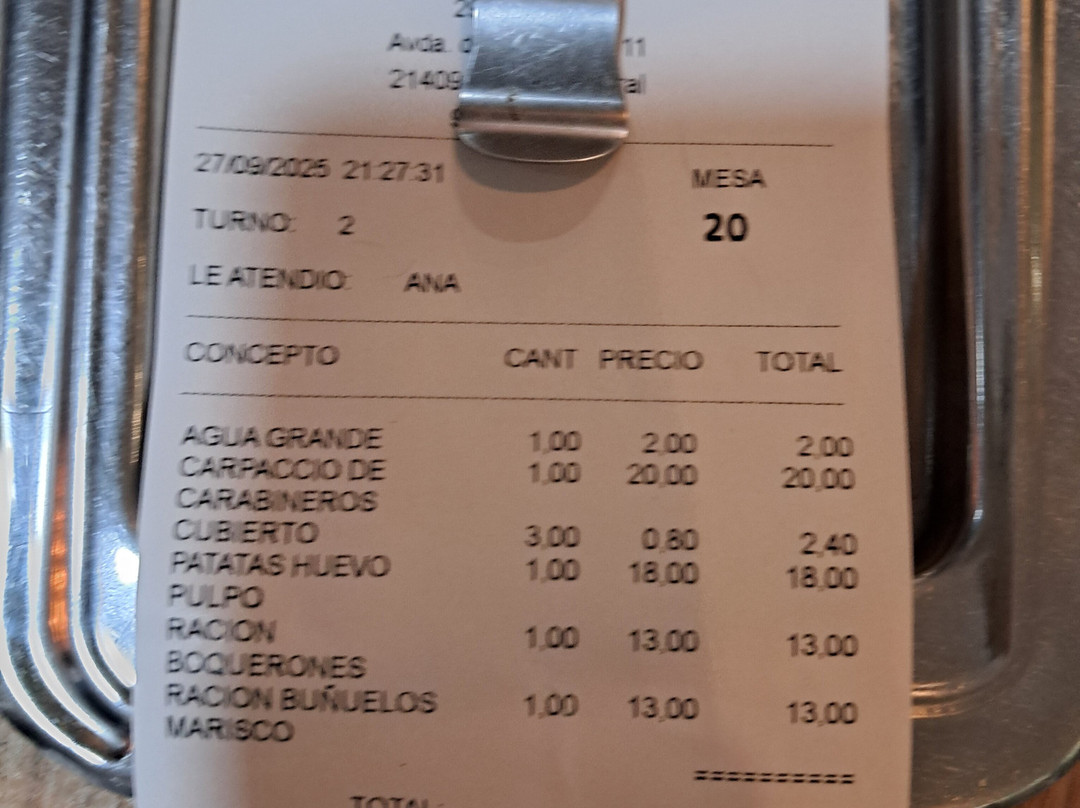 Avda. 11
21409
27/09/2025 21:27:31 MESA
TURNO: 2 20
LE ATENDIO: ANA
CONCEPTO CANT PRECIO TOTAL
AGUA GRANDE 1,00 2,00 2,00
CARPACCIO DE 1,00 20,00 20,00
CARABINEROS
CUBIERTO 3,00 0,80 2,40
PATATAS HUEVO 1,00 18,00 18,00
PULPO
RACION 1,00 13,00 13,00
BOQUERONES
RACION BUÑUELOS 1,00 13,00 13,00
MARISCO
==========
TOTAL: